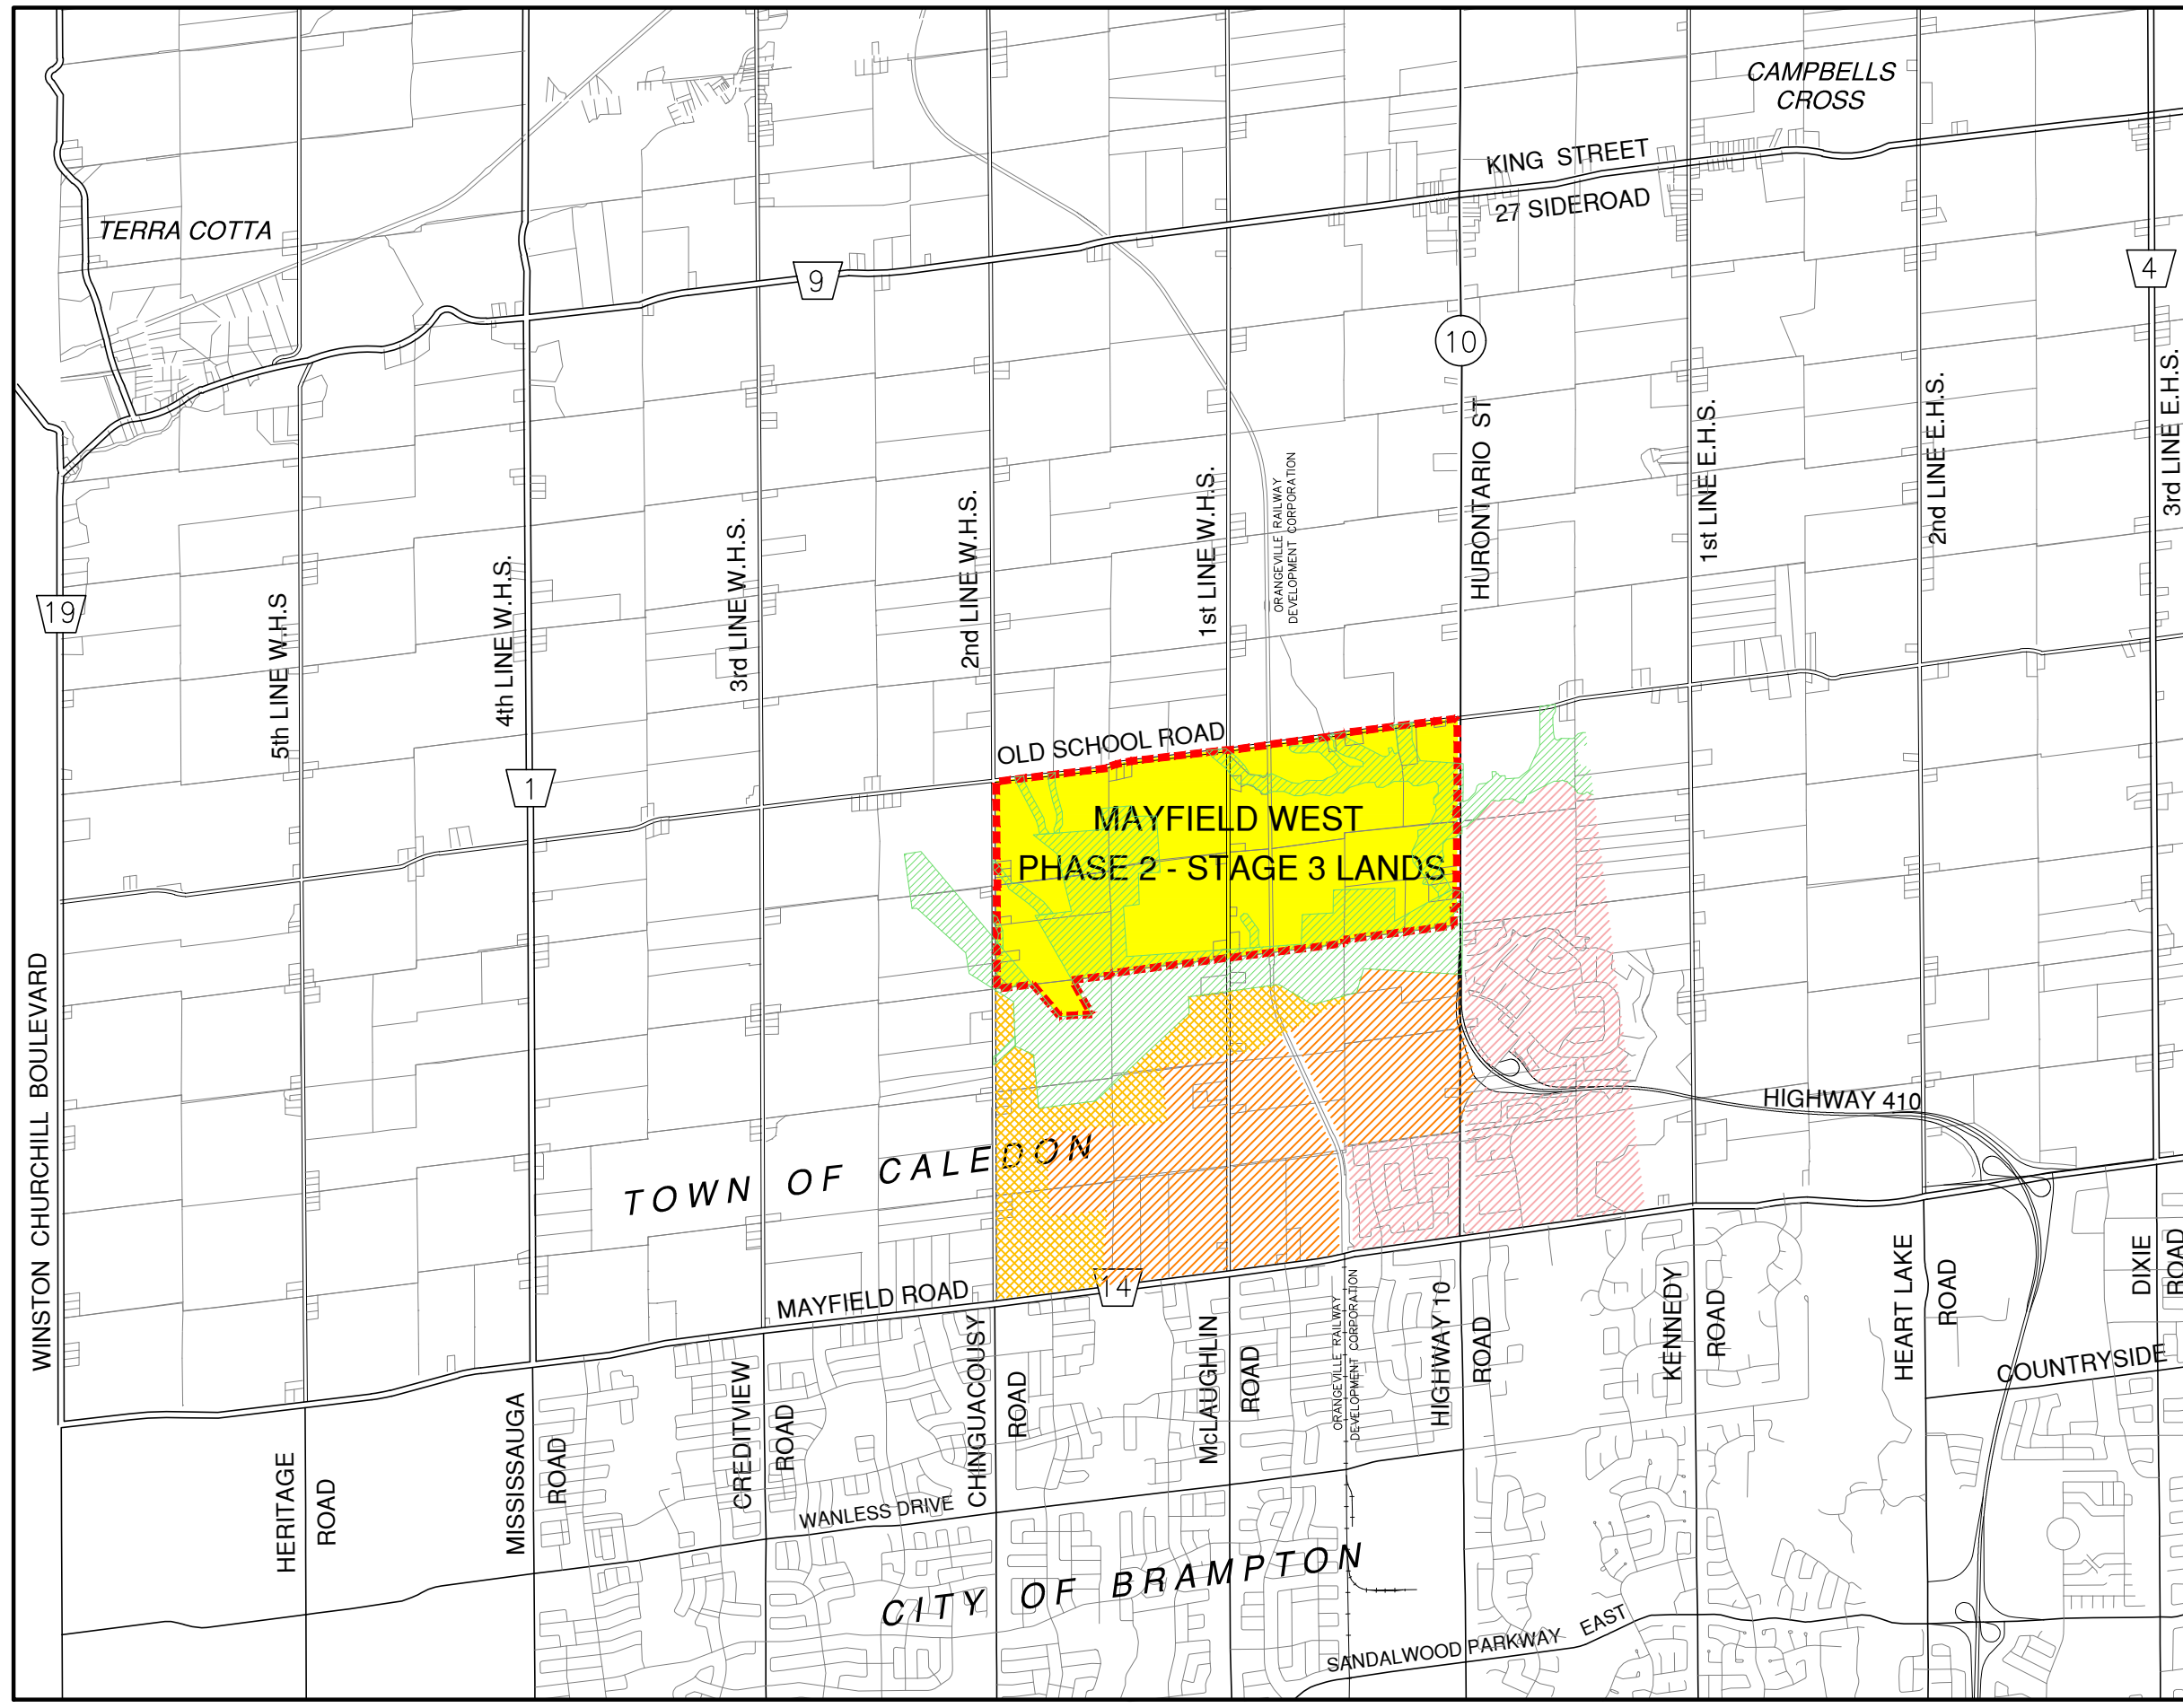 CAMPBELLS
CROSS
KING STREET
27 SIDEROAD
TERRA COTTA
9
4
10
19
1
5th LINE W.H.S
4th LINE W.H.S.
3rd LINE W.H.S.
2nd LINE W.H.S.
1st LINE W.H.S.
ORANGEVILLE RAILWAY
DEVELOPMENT CORPORATION
HURONTARIO ST
1st LINE E.H.S.
2nd LINE E.H.S.
3rd LINE E.H.S.
OLD SCHOOL ROAD
MAYFIELD WEST
PHASE 2 - STAGE 3 LANDS
WINSTON CHURCHILL BOULEVARD
HIGHWAY 410
TOWN OF CALEDON
MAYFIELD ROAD
14
HERITAGE
ROAD
MISSISSAUGA
ROAD
CREDITVIEW
ROAD
CHINGUACOUSY
ROAD
McLAUGHLIN
ROAD
ORANGEVILLE RAILWAY
DEVELOPMENT CORPORATION
HIGHWAY 10
ROAD
KENNEDY
ROAD
HEART LAKE
ROAD
DIXIE
ROAD
COUNTRYSIDE
WANLESS DRIVE
CITY OF BRAMPTON
SANDALWOOD PARKWAY EAST